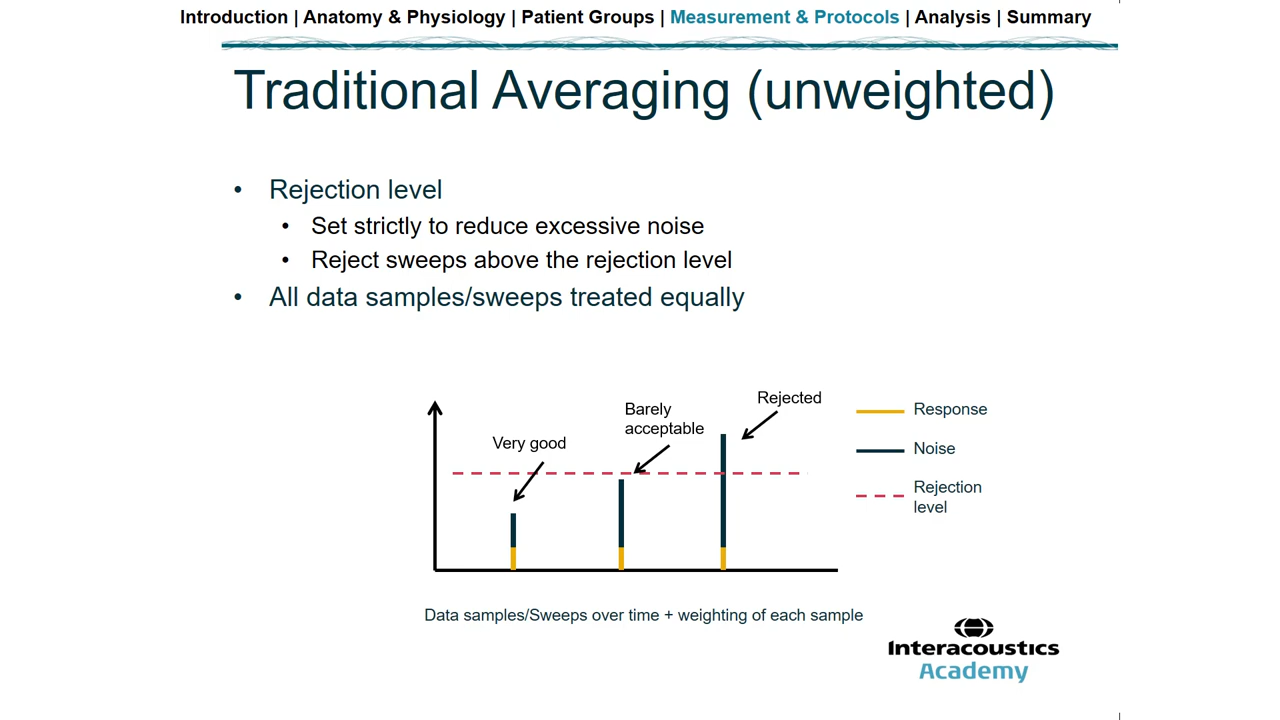 Introduction | Anatomy & Physiology | Patient Groups | Measurement & Protocols | Analysis | Summary
Traditional Averaging (unweighted)
• Rejection level
• Set strictly to reduce excessive noise
• Reject sweeps above the rejection level
• All data samples/sweeps treated equally
Very good
Barely
acceptable
Rejected
Response
Noise
Rejection
level
Data samples/Sweeps over time + weighting of each sample
Interacoustics
Academy